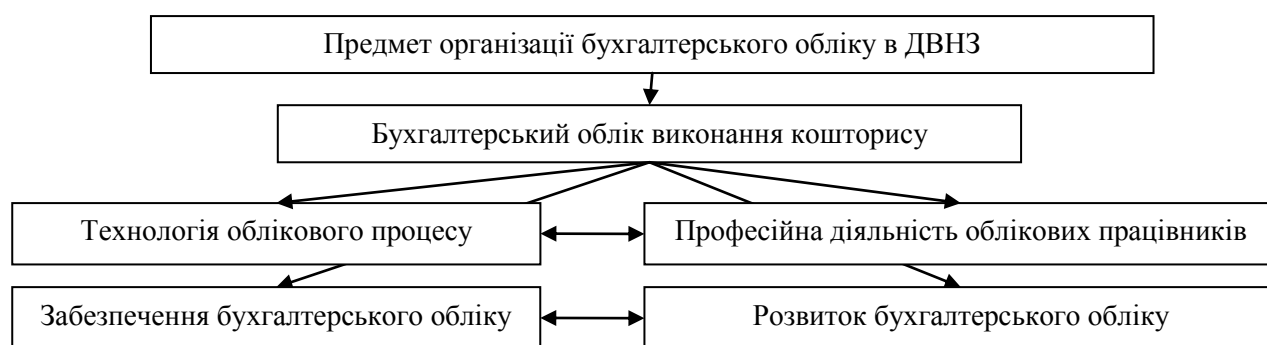 Предмет організації бухгалтерського обліку в ДВНЗ
Бухгалтерський облік виконання кошторису
Технологія облікового процесу
Професійна діяльність облікових працівників
Забезпечення бухгалтерського обліку
Розвиток бухгалтерського обліку